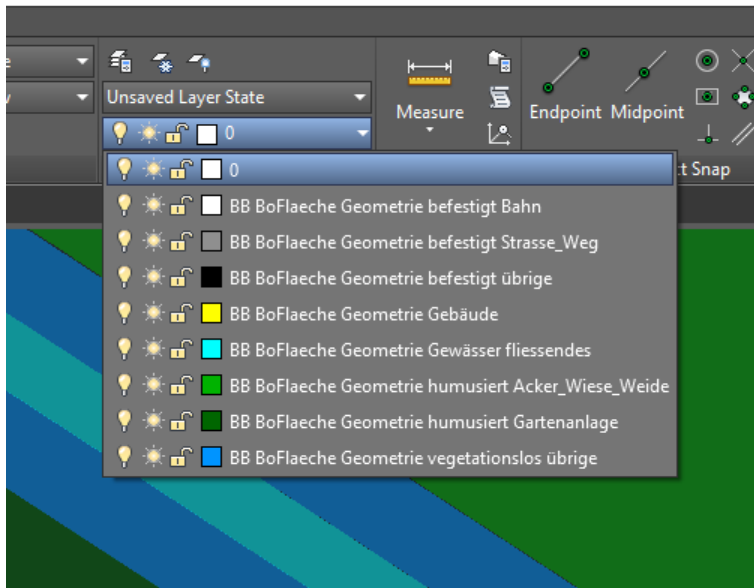 Unsaved Layer State
0
Measure
Endpoint Midpoint
0
BB BoFlaeche Geometrie befestigt Bahn
BB BoFlaeche Geometrie befestigt Strasse_Weg
BB BoFlaeche Geometrie befestigt übrige
BB BoFlaeche Geometrie Gebäude
BB BoFlaeche Geometrie Gewässer fliessendes
BB BoFlaeche Geometrie humusiert Acker_Wiese_Weide
BB BoFlaeche Geometrie humusiert Gartenanlage
BB BoFlaeche Geometrie vegetationslos übrige
Snap